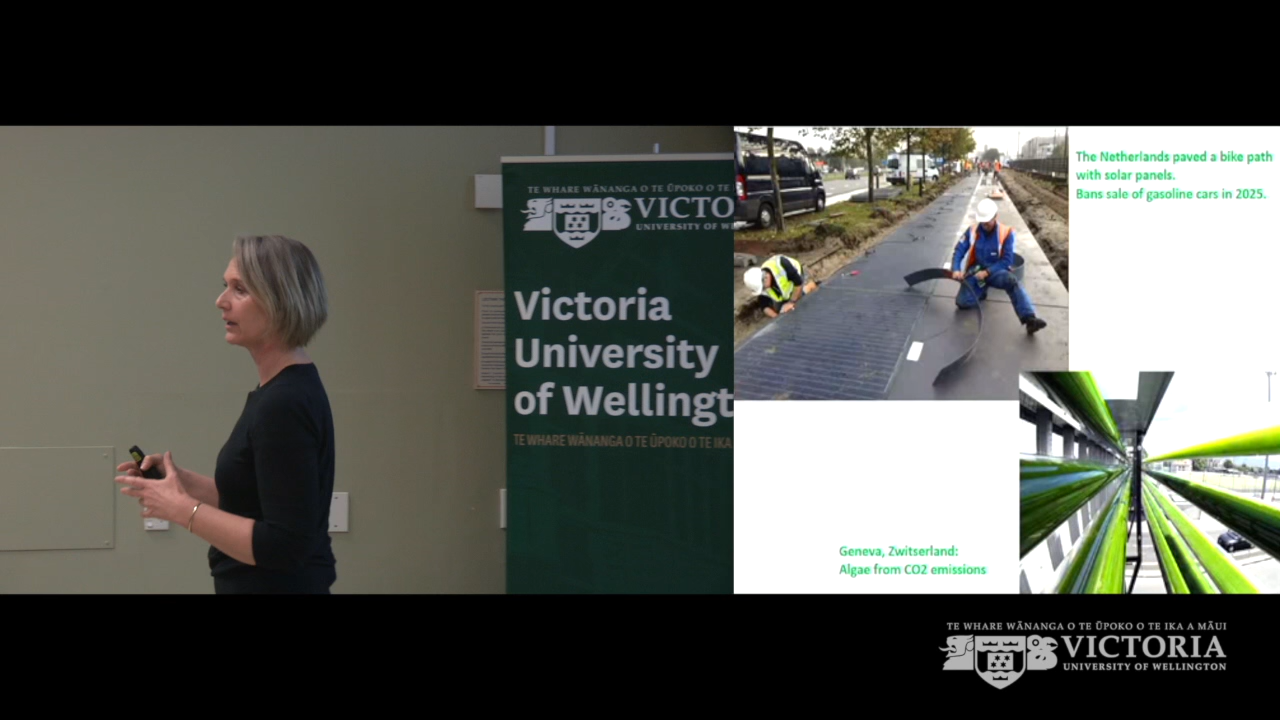 TE WHARE WĀNANGA O TE ŪPOKO O TE
VICTO
UNIVERSITY OF
Victoria
University
of Wellingt
TE WHARE WĀNANGA O TE ŪPOKO O TE IKA
The Netherlands paved a bike path
with solar panels.
Bans sale of gasoline cars in 2025.
Geneva, Zwitserland:
Algae from CO2 emissions
TE WHARE WĀNANGA O TE ŪPOKO O TE IKA A MĀUI
VICTORIA
UNIVERSITY OF WELLINGTON